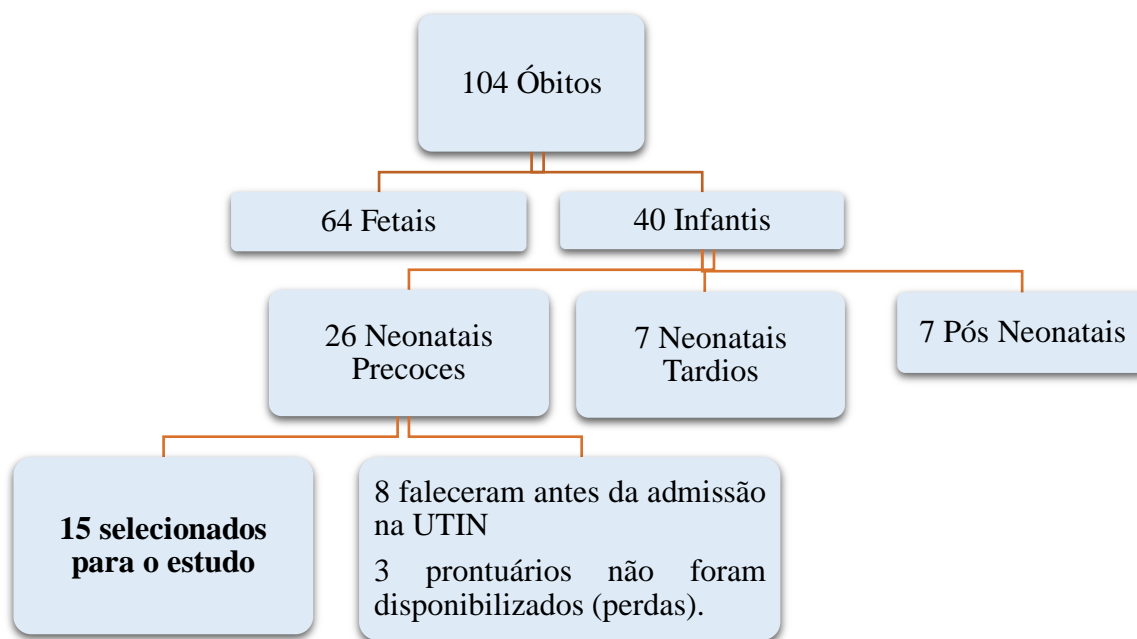 104 Óbitos
64 Fetais
40 Infantis
26 Neonatais
Precoces
7 Neonatais
Tardios
7 Pós Neonatais
15 selecionados
para o estudo
8 faleceram antes da admissão
na UTIN
3 prontuários não foram
disponibilizados (perdas).